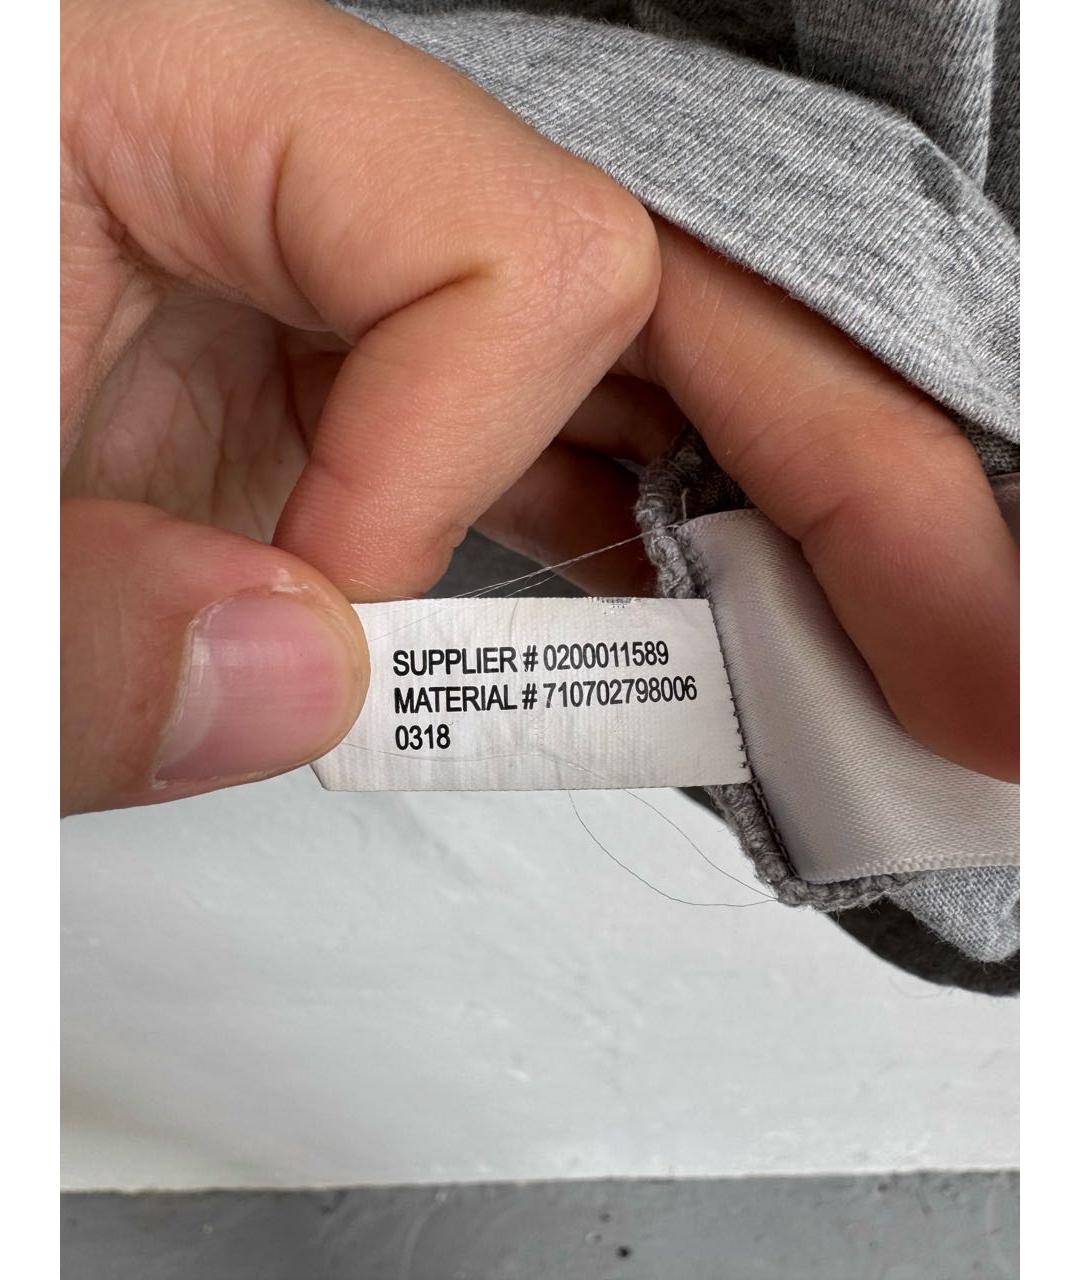 SUPPLIER # 0200011589
MATERIAL # 710702798006
0318